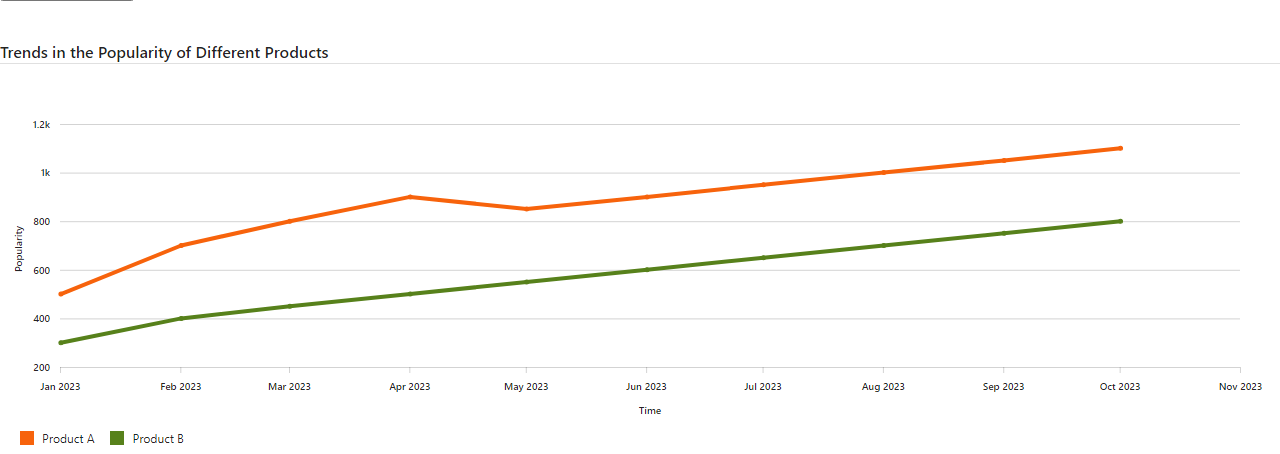 Trends in the Popularity of Different Products
1.2k
1k
800
600
400
200
Popularity
Jan 2023 Feb 2023 Mar 2023 Apr 2023 May 2023 Jun 2023 Jul 2023 Aug 2023 Sep 2023 Oct 2023 Nov 2023
Time
Product A Product B